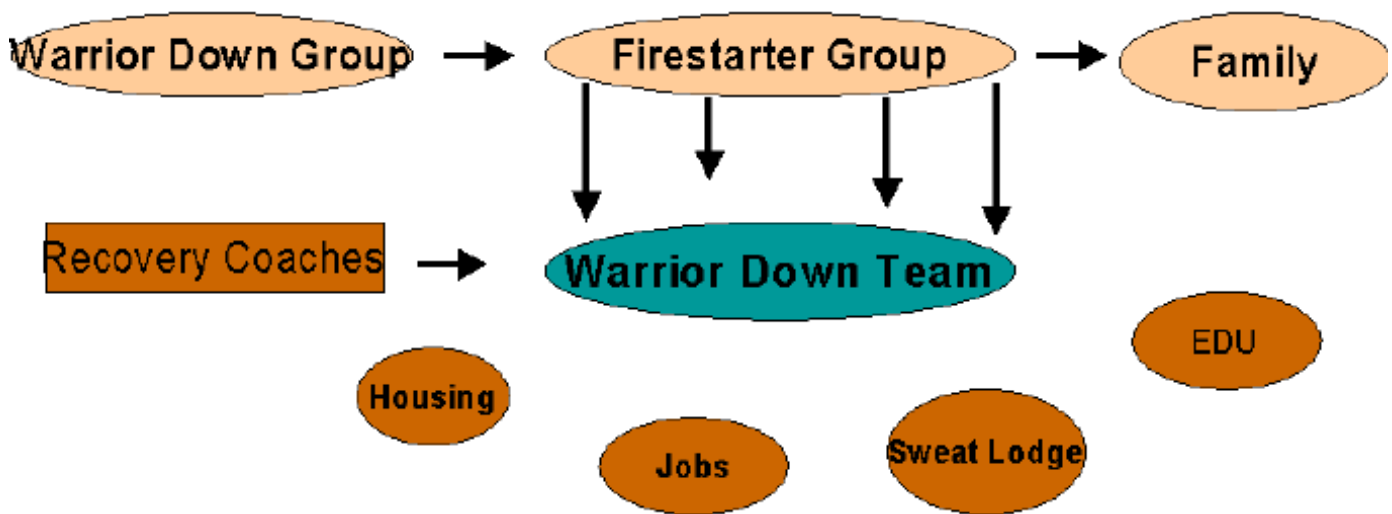 Warrior Down Group
Firestarter Group
Family
Recovery Coaches
Warrior Down Team
EDU
Housing
Jobs
Sweat Lodge